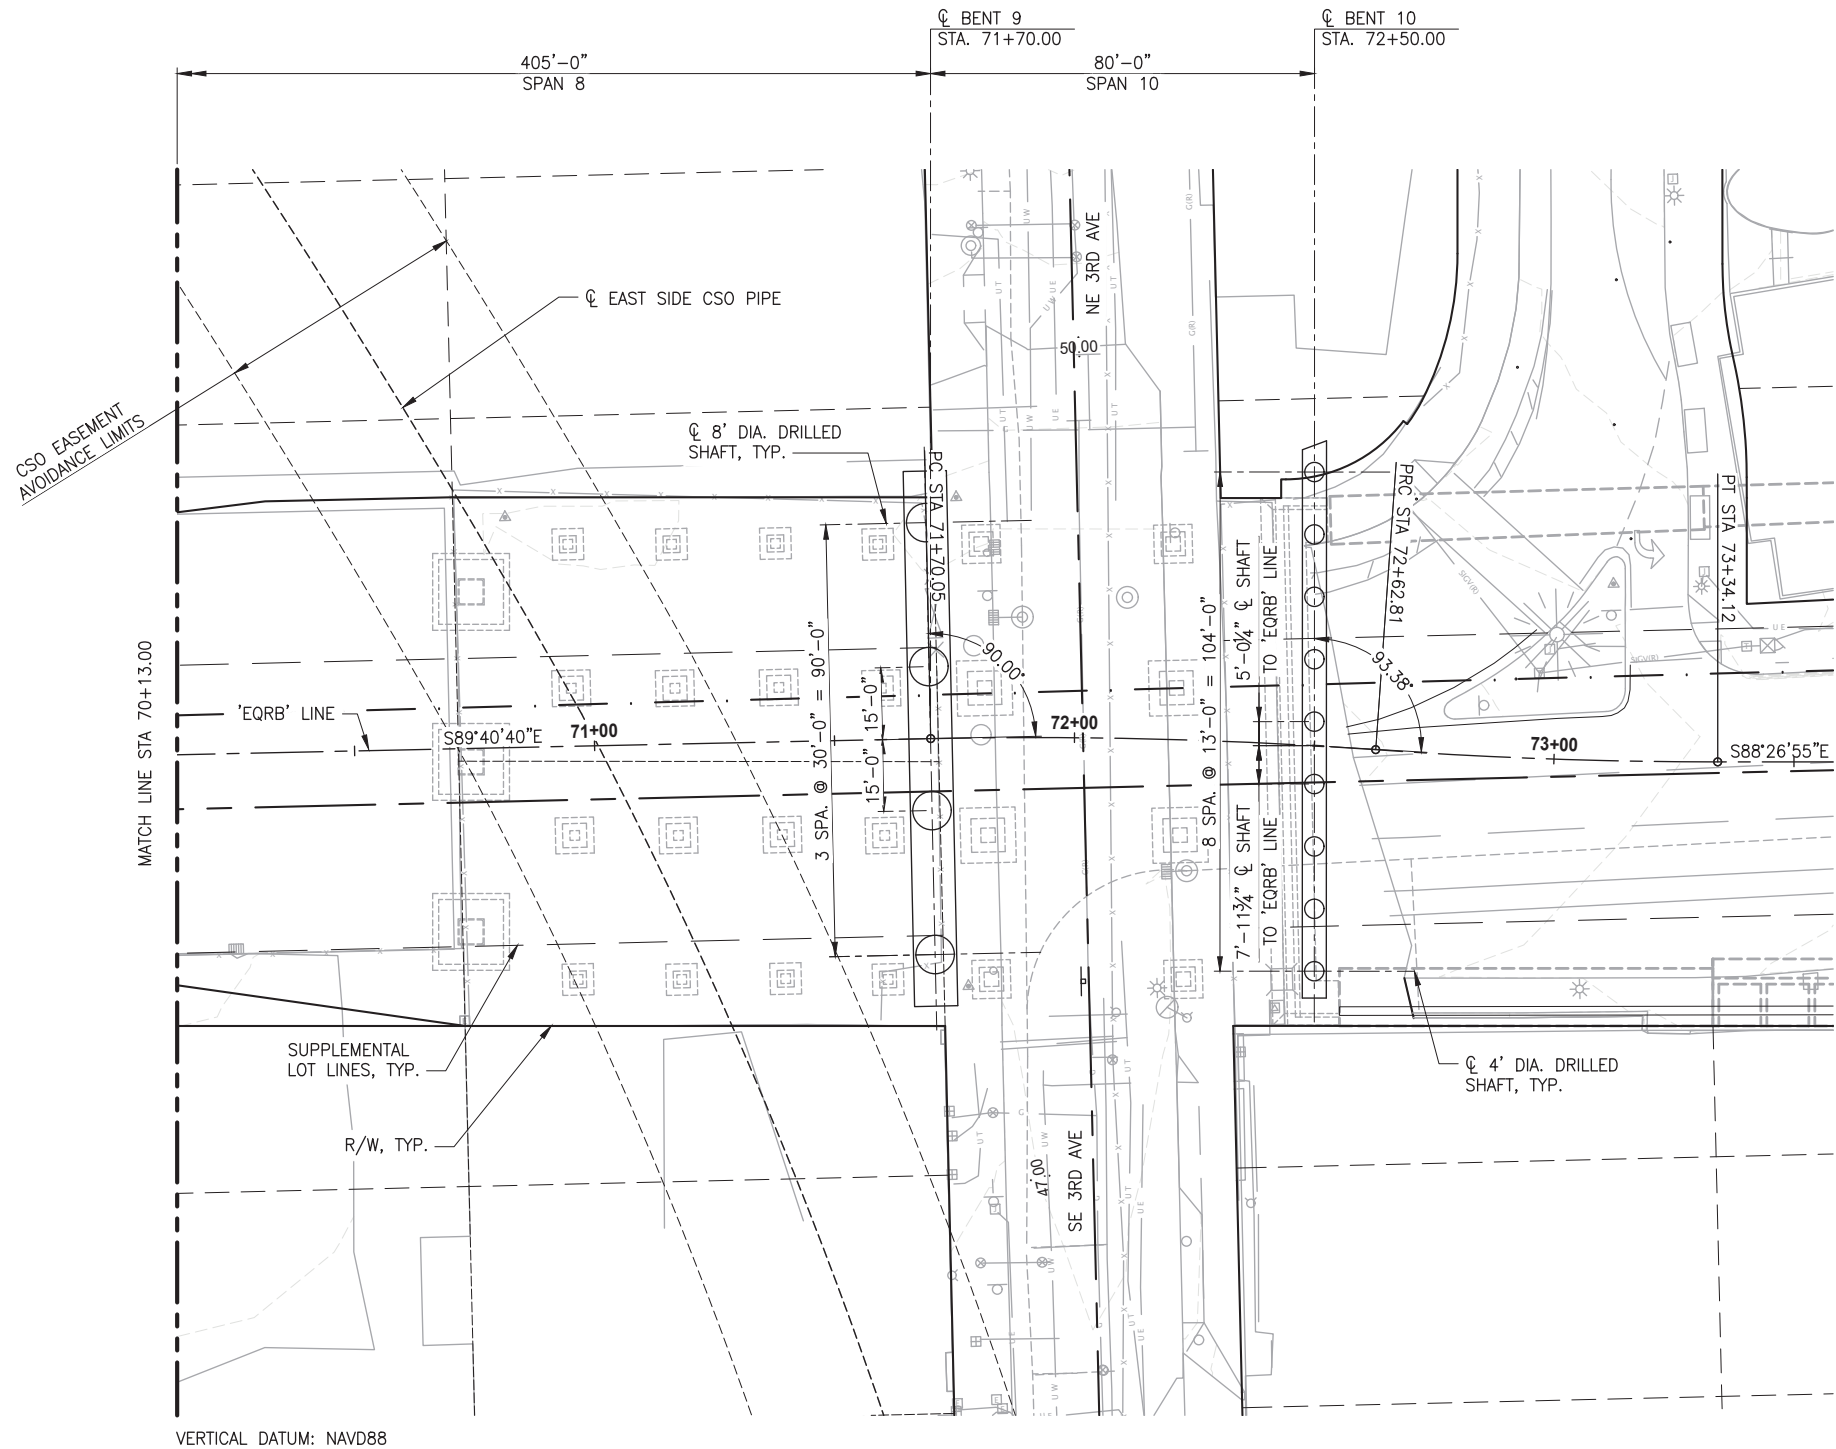 ℄ BENT 9
STA. 71+70.00
℄ BENT 10
STA. 72+50.00
405'-0"
SPAN 8
80'-0"
SPAN 10
℄ EAST SIDE CSO PIPE
NE 3RD AVE
50.00
CSO EASEMENT
AVOIDANCE LIMITS
℄ 8' DIA. DRILLED
SHAFT, TYP.
PC STA 71+70.05
PRC STA 72+62.81
PT STA 73+34.12
3 SPA. @ 30'-0" = 90'-0"
15'-0"
15'-0"
90.00°
8 SPA. @ 13'-0" = 104'-0"
5'-0¼" ℄ SHAFT
TO 'EQRB' LINE
7'-11¾" ℄ SHAFT
TO 'EQRB' LINE
93.38°
MATCH LINE STA 70+13.00
'EQRB' LINE
S89°40'40"E
71+00
72+00
73+00
S88°26'55"E
SUPPLEMENTAL
LOT LINES, TYP.
R/W, TYP.
℄ 4' DIA. DRILLED
SHAFT, TYP.
47.00
SE 3RD AVE
VERTICAL DATUM: NAVD88